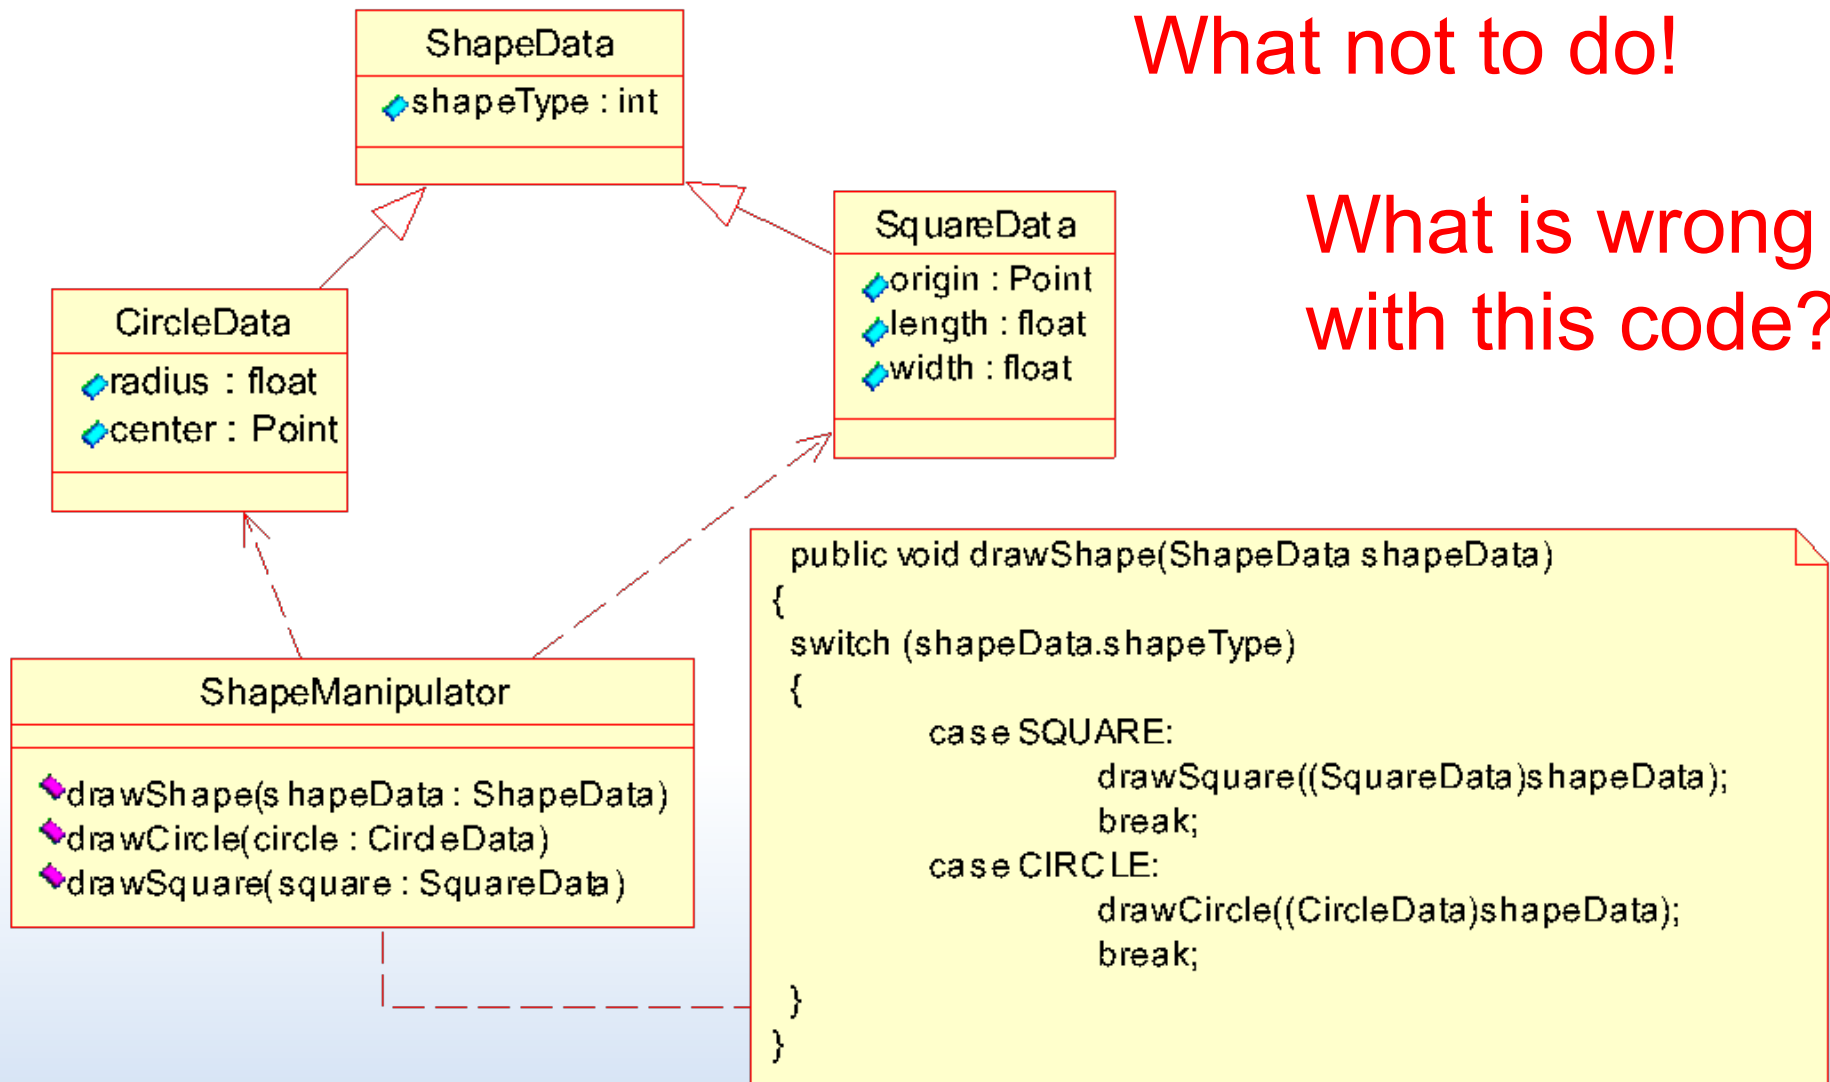 What not to do!
What is wrong
with this code?
ShapeData
shapeType : int
SquareData
origin : Point
length : float
width : float
CircleData
radius : float
center : Point
ShapeManipulator
drawShape(shapeData : ShapeData)
drawCircle(circle : CircleData)
drawSquare(square : SquareData)
public void drawShape(ShapeData shapeData)
{
switch (shapeData.shapeType)
{
case SQUARE:
drawSquare((SquareData)shapeData);
break;
case CIRCLE:
drawCircle((CircleData)shapeData);
break;
}
}